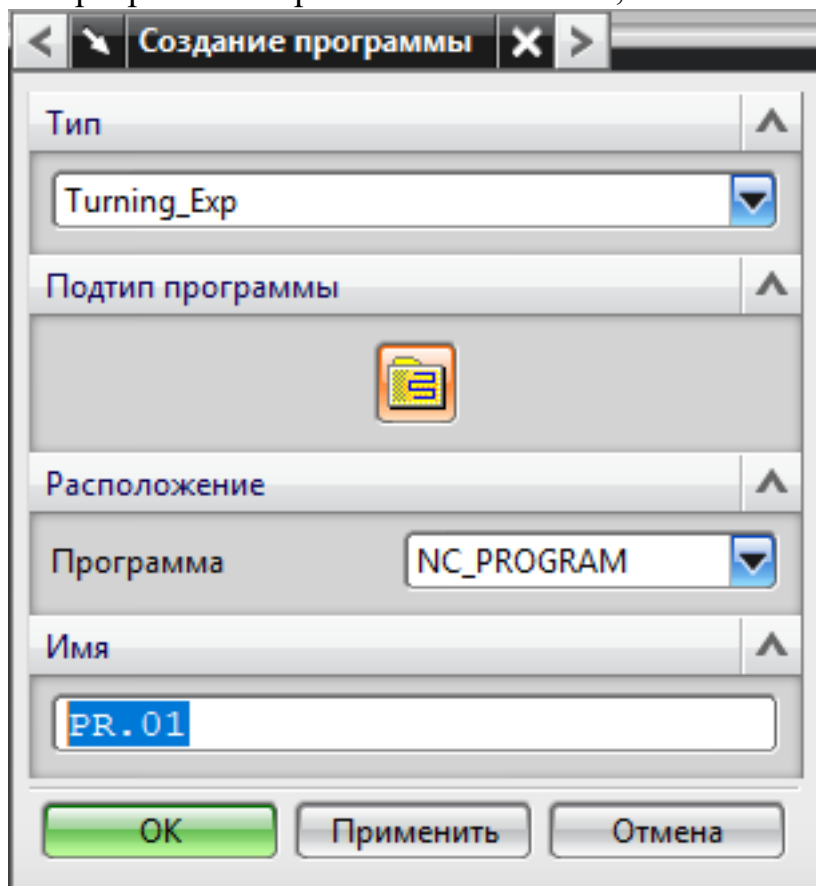 Создание программы
Тип
Turning_Exp
Подтип программы
Расположение
Программа NC_PROGRAM
Имя
PR.01
OK Применить Отмена